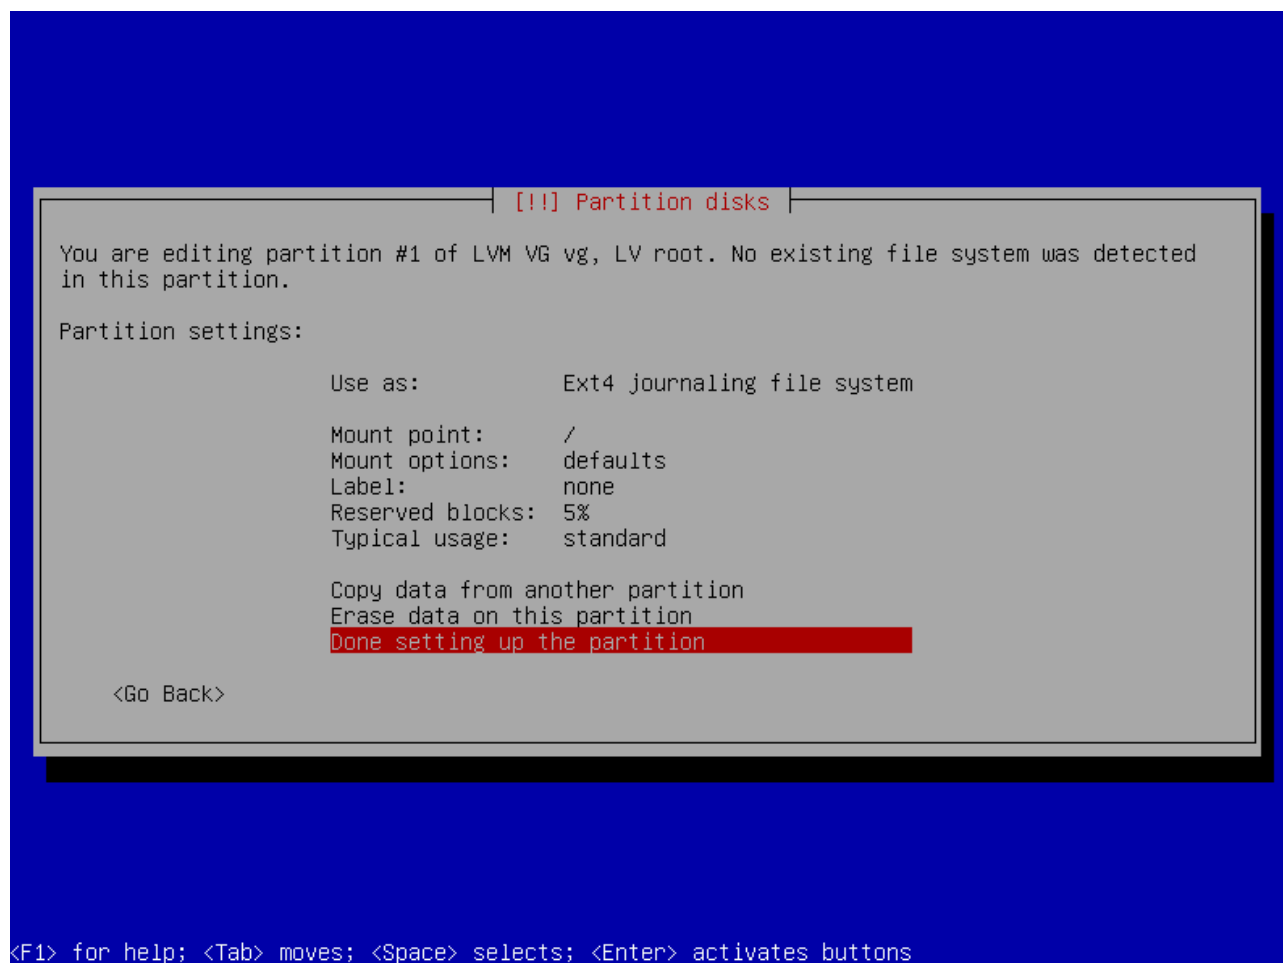 [!!] Partition disks
You are editing partition #1 of LVM VG vg, LV root. No existing file system was detected
in this partition.
Partition settings:
Use as: Ext4 journaling file system
Mount point: /
Mount options: defaults
Label: none
Reserved blocks: 5%
Typical usage: standard
Copy data from another partition
Erase data on this partition
Done setting up the partition
<Go Back>
<F1> for help; <Tab> moves; <Space> selects; <Enter> activates buttons